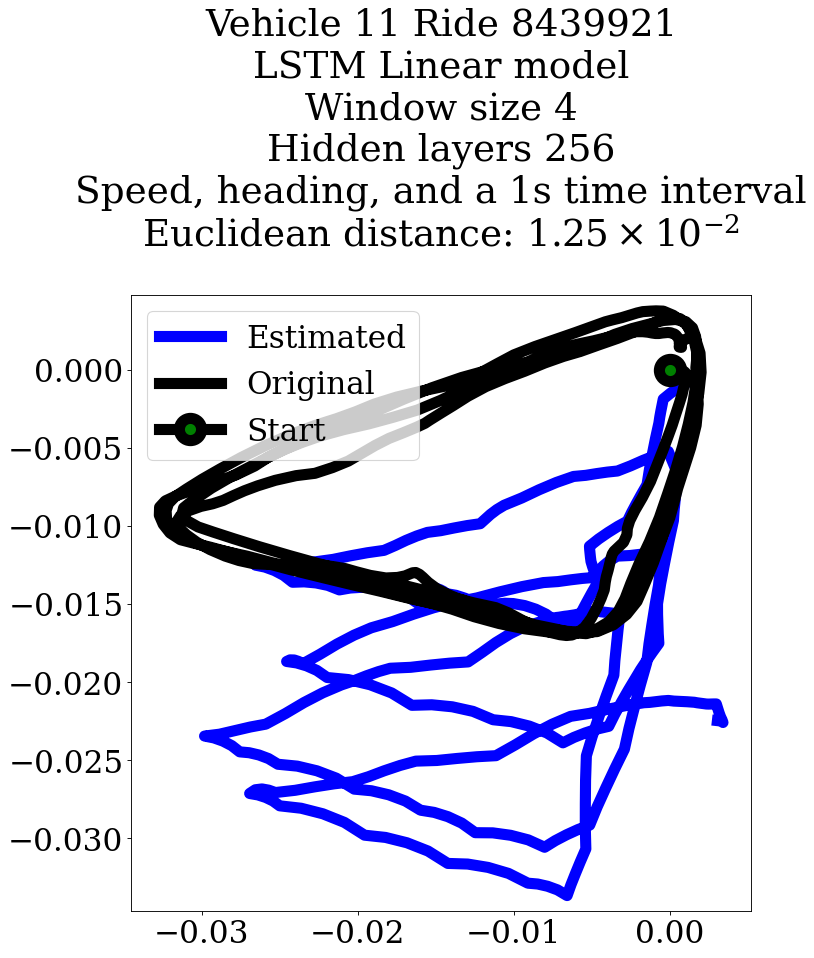 Vehicle 11 Ride 8439921
LSTM Linear model
Window size 4
Hidden layers 256
Speed, heading, and a 1s time interval
Euclidean distance: 1.25 × 10⁻²
Estimated
Original
Start
0.000
−0.005
−0.010
−0.015
−0.020
−0.025
−0.030
−0.03 −0.02 −0.01 0.00